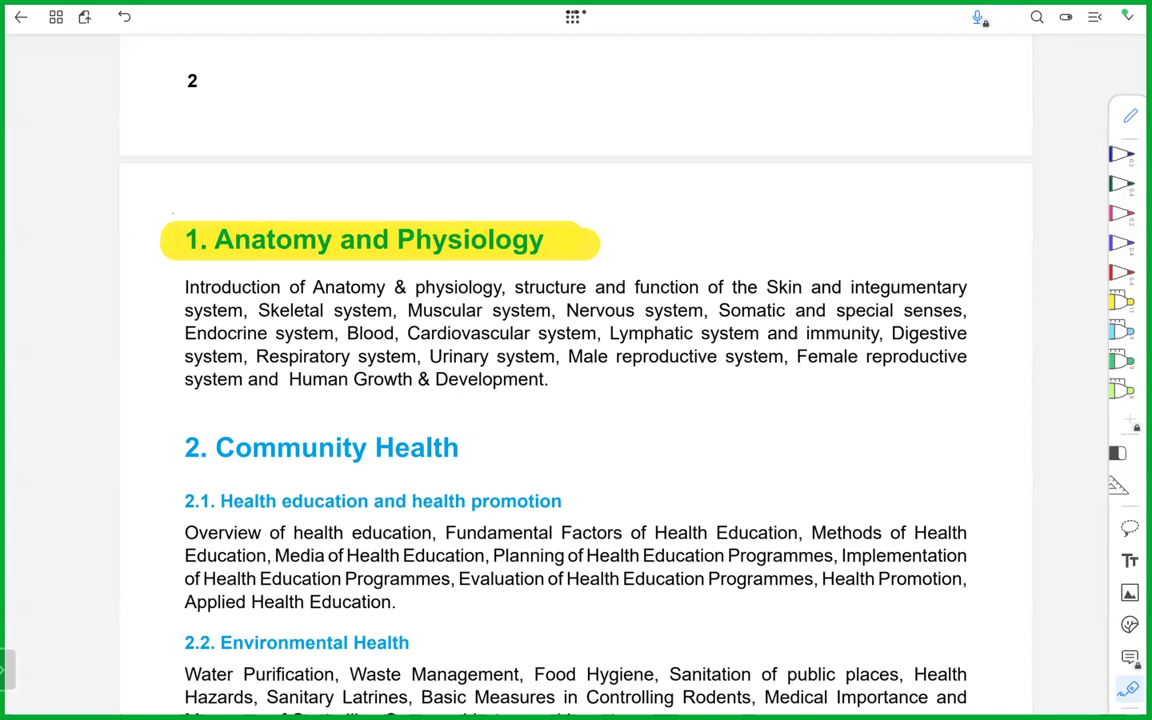 2
1. Anatomy and Physiology
Introduction of Anatomy & physiology, structure and function of the Skin and integumentary
system, Skeletal system, Muscular system, Nervous system, Somatic and special senses,
Endocrine system, Blood, Cardiovascular system, Lymphatic system and immunity, Digestive
system, Respiratory system, Urinary system, Male reproductive system, Female reproductive
system and Human Growth & Development.
2. Community Health
2.1. Health education and health promotion
Overview of health education, Fundamental Factors of Health Education, Methods of Health
Education, Media of Health Education, Planning of Health Education Programmes, Implementation
of Health Education Programmes, Evaluation of Health Education Programmes, Health Promotion,
Applied Health Education.
2.2. Environmental Health
Water Purification, Waste Management, Food Hygiene, Sanitation of public places, Health
Hazards, Sanitary Latrines, Basic Measures in Controlling Rodents, Medical Importance and
Tт